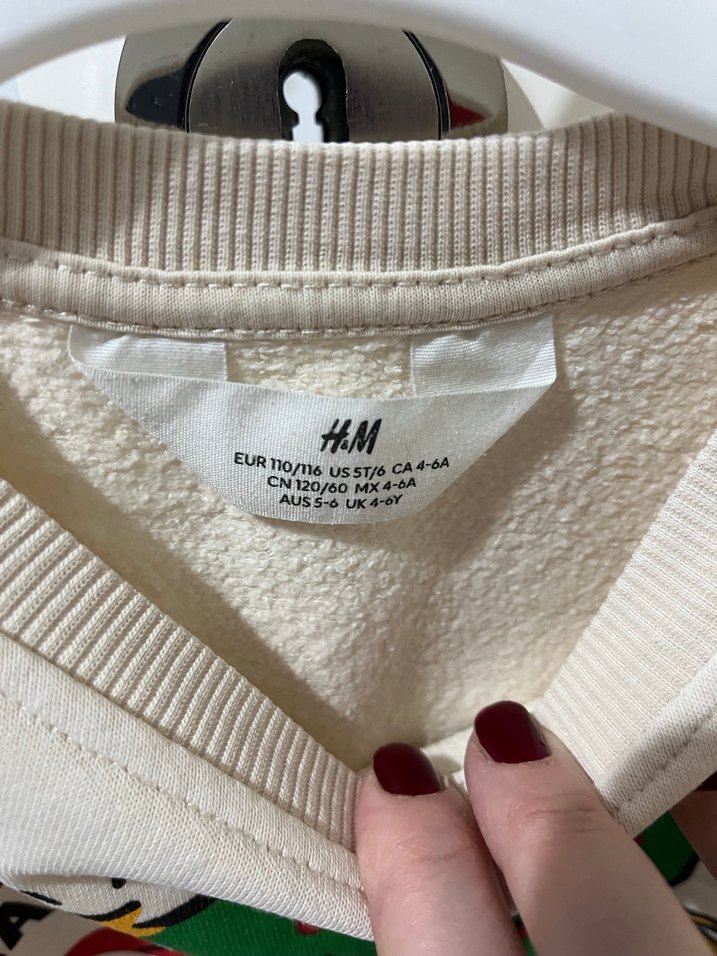 H&M
EUR 110/116 US 5T/6 CA 4-6A
CN 120/60 MX 4-6A
AUS 5-6 UK 4-6Y